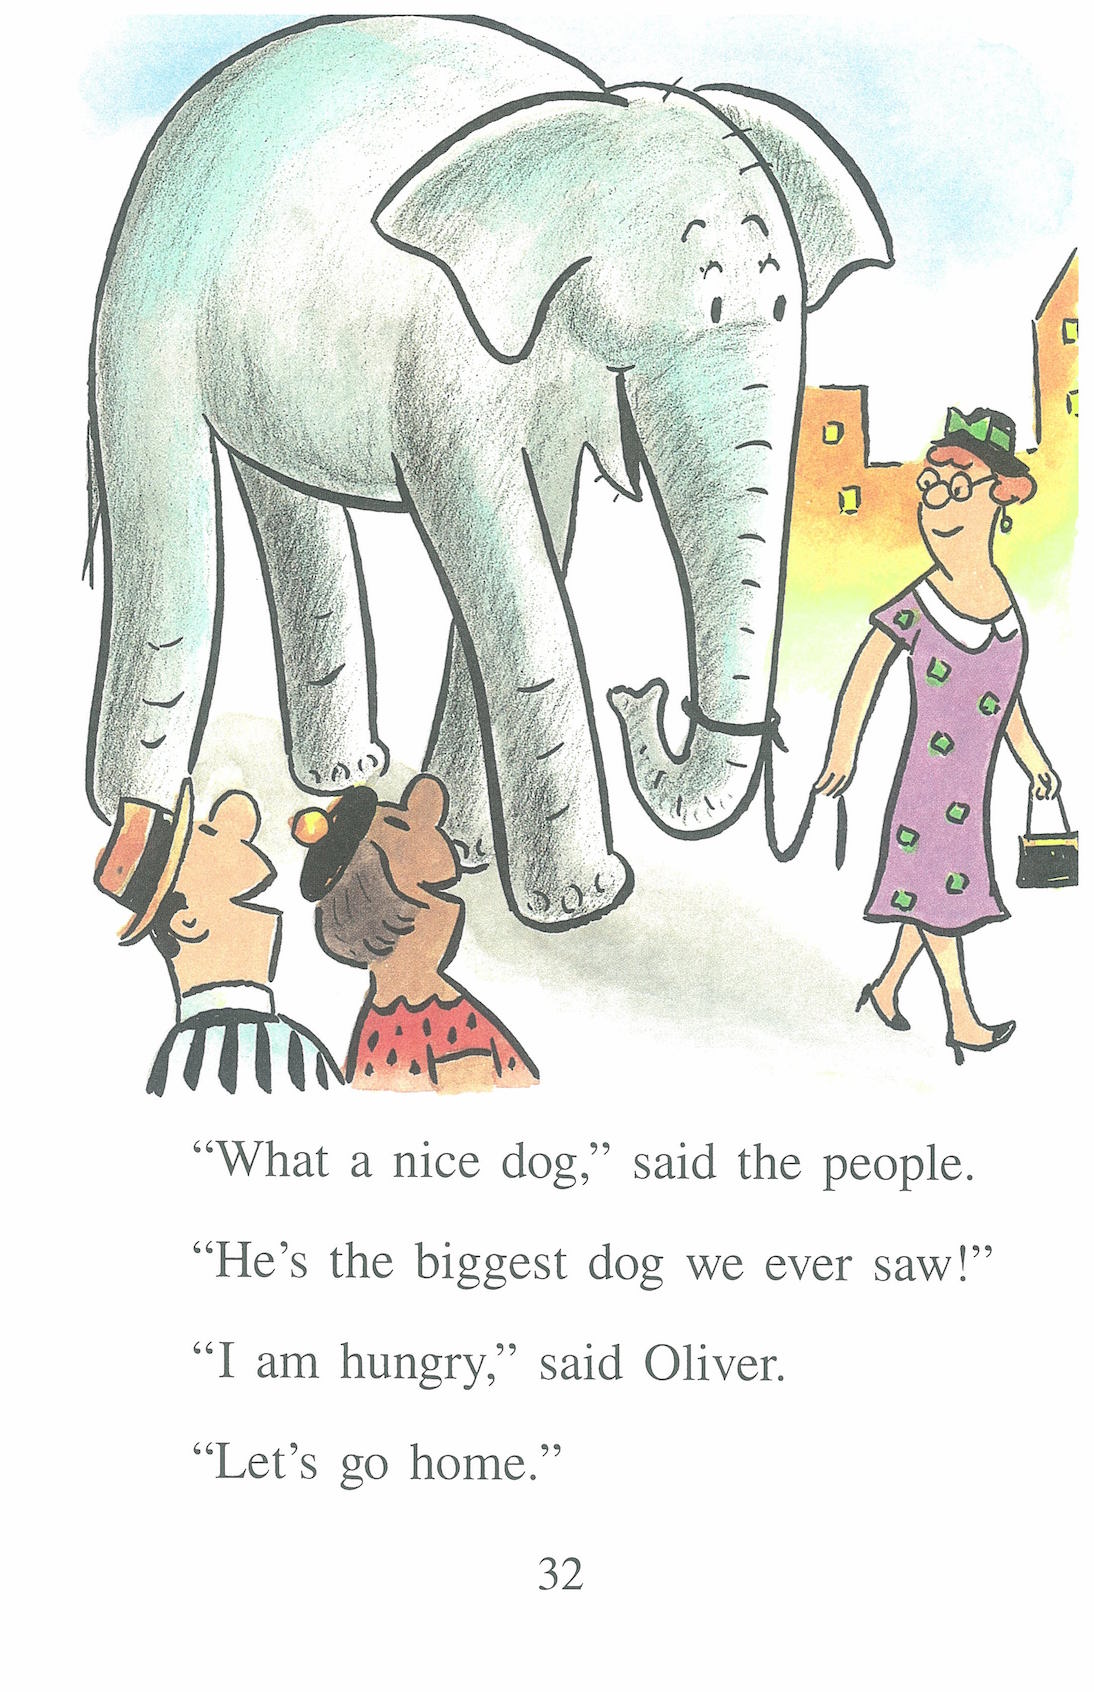 “What a nice dog,” said the people.
“He’s the biggest dog we ever saw!”
“I am hungry,” said Oliver.
“Let’s go home.”
32